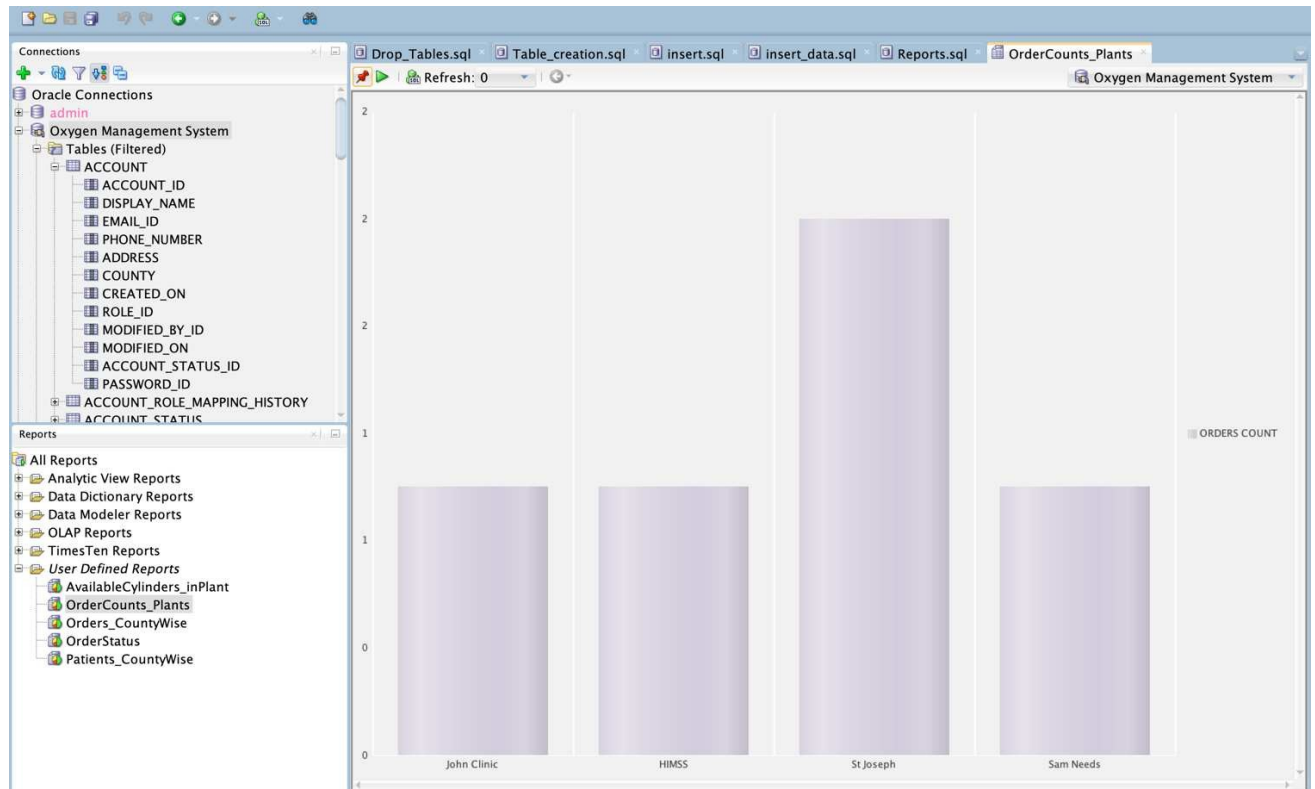 Connections
Oracle Connections
admin
Oxygen Management System
Tables (Filtered)
ACCOUNT
ACCOUNT_ID
DISPLAY_NAME
EMAIL_ID
PHONE_NUMBER
ADDRESS
COUNTY
CREATED_ON
ROLE_ID
MODIFIED_BY_ID
MODIFIED_ON
ACCOUNT_STATUS_ID
PASSWORD_ID
ACCOUNT_ROLE_MAPPING_HISTORY
ACCOUNT_STATUS
Reports
All Reports
Analytic View Reports
Data Dictionary Reports
Data Modeler Reports
OLAP Reports
TimesTen Reports
User Defined Reports
AvailableCylinders_inPlant
OrderCounts_Plants
Orders_CountyWise
OrderStatus
Patients_CountyWise
Drop_Tables.sql Table_creation.sql insert.sql insert_data.sql Reports.sql OrderCounts_Plants
Refresh: 0 Oxygen Management System
2
2
2
1
1
0
0
John Clinic HIMSS St Joseph Sam Needs
ORDERS COUNT